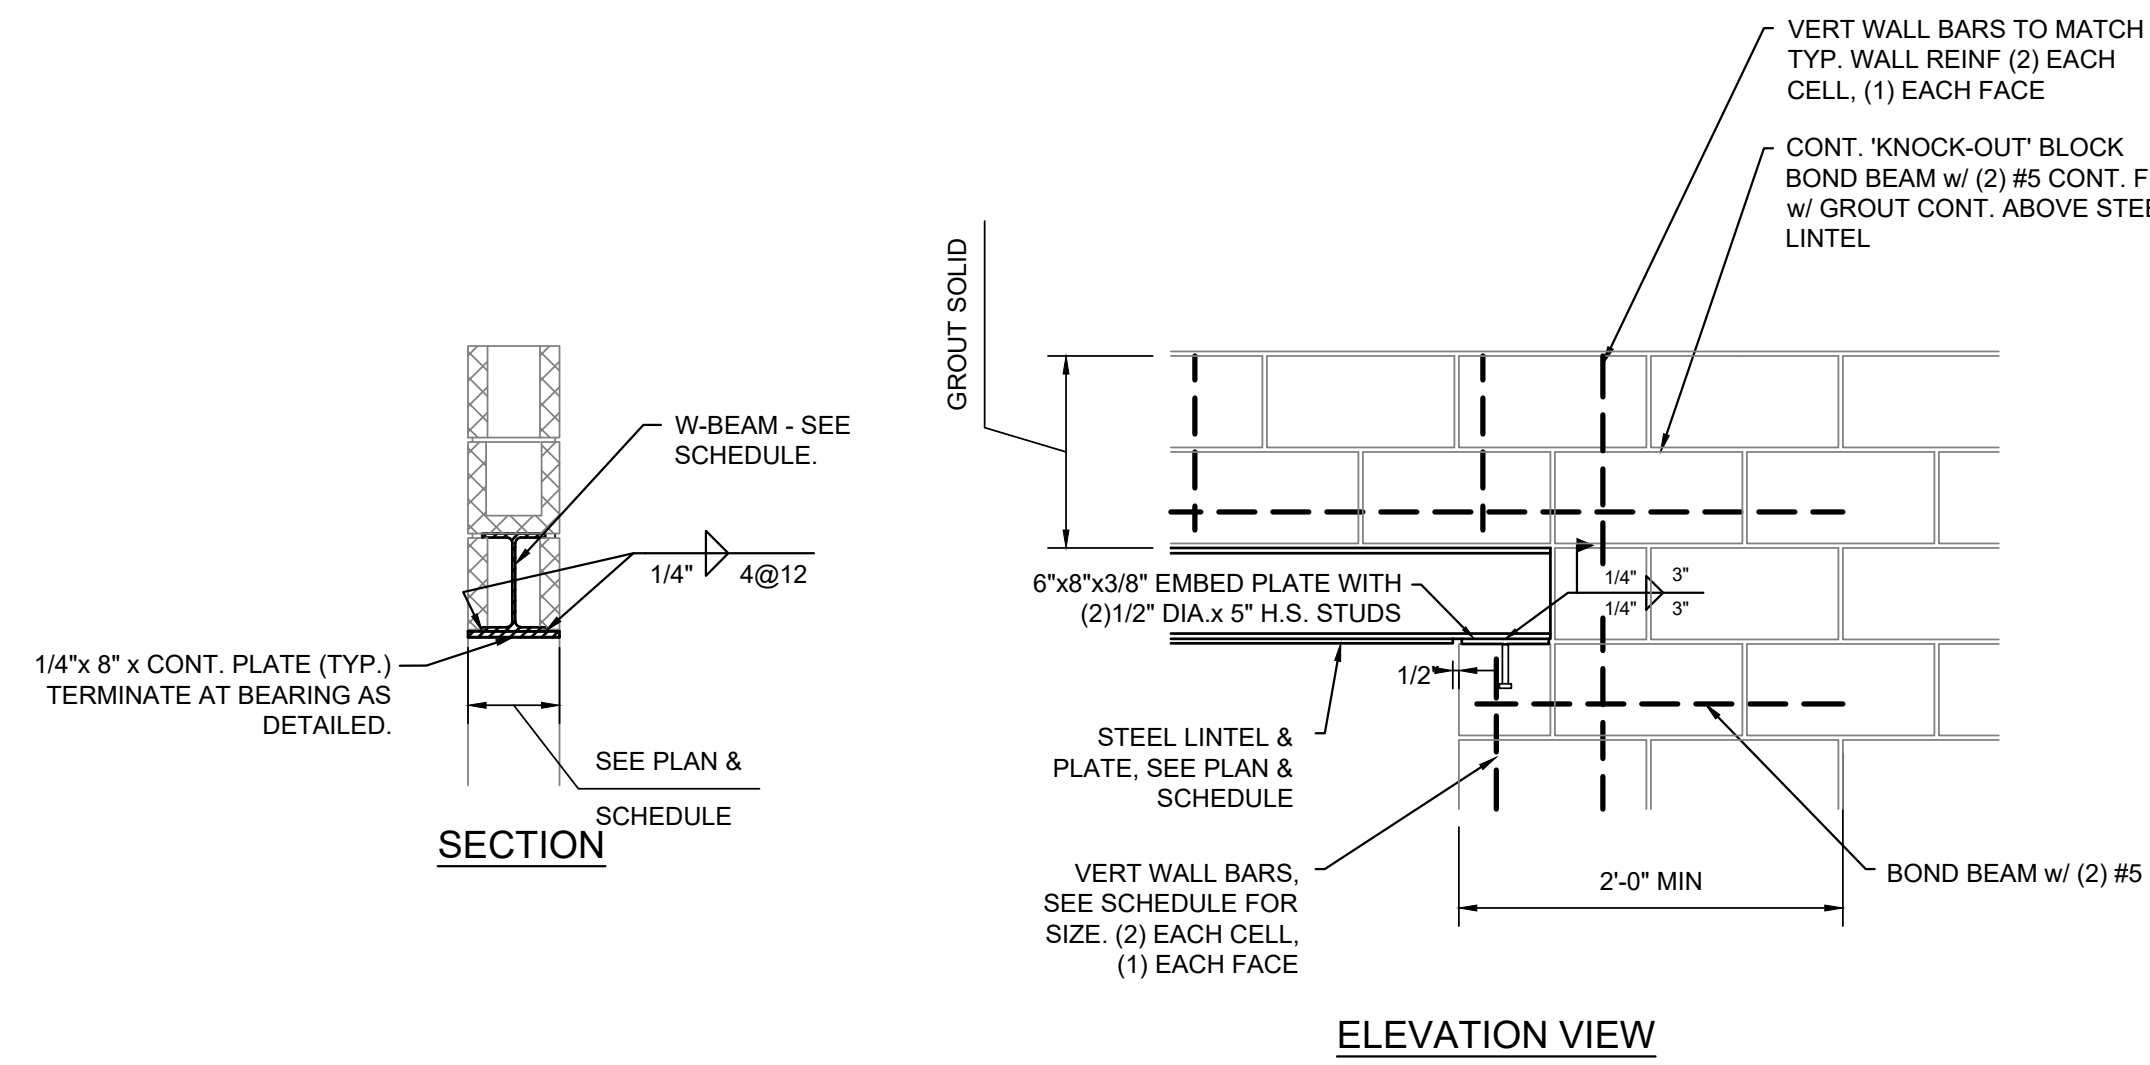 VERT WALL BARS TO MATCH
TYP. WALL REINF (2) EACH
CELL, (1) EACH FACE
CONT. 'KNOCK-OUT' BLOCK
BOND BEAM w/ (2) #5 CONT.
w/ GROUT CONT. ABOVE
LINTEL
GROUT SOLID
W-BEAM - SEE
SCHEDULE.
1/4" 4@12
1/4"x 8" x CONT. PLATE (TYP.)
TERMINATE AT BEARING AS
DETAILED.
SEE PLAN &
SCHEDULE
SECTION
6"x8"x3/8" EMBED PLATE WITH
(2)1/2" DIA.x 5" H.S. STUDS
1/4" 3"
1/4" 3"
1/2"
STEEL LINTEL &
PLATE, SEE PLAN &
SCHEDULE
VERT WALL BARS,
SEE SCHEDULE FOR
SIZE. (2) EACH CELL,
(1) EACH FACE
2'-0" MIN
BOND BEAM w/ (2) #5
ELEVATION VIEW